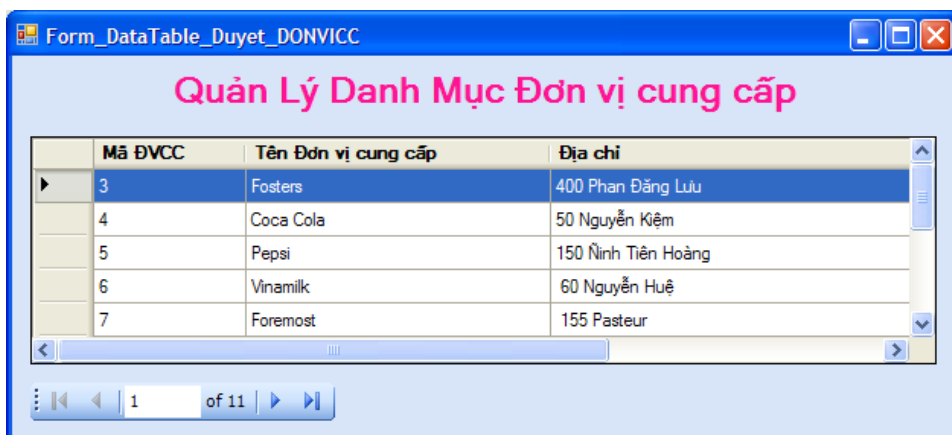 Form_DataTable_Duyet_DONVICC
Quản Lý Danh Mục Đơn vị cung cấp
Mã ĐVCC Tên Đơn vị cung cấp Địa chỉ
3 Fosters 400 Phan Đăng Lưu
4 Coca Cola 50 Nguyễn Kiệm
5 Pepsi 150 Ñinh Tiên Hoàng
6 Vinamilk 60 Nguyễn Huệ
7 Foremost 155 Pasteur
1 of 11